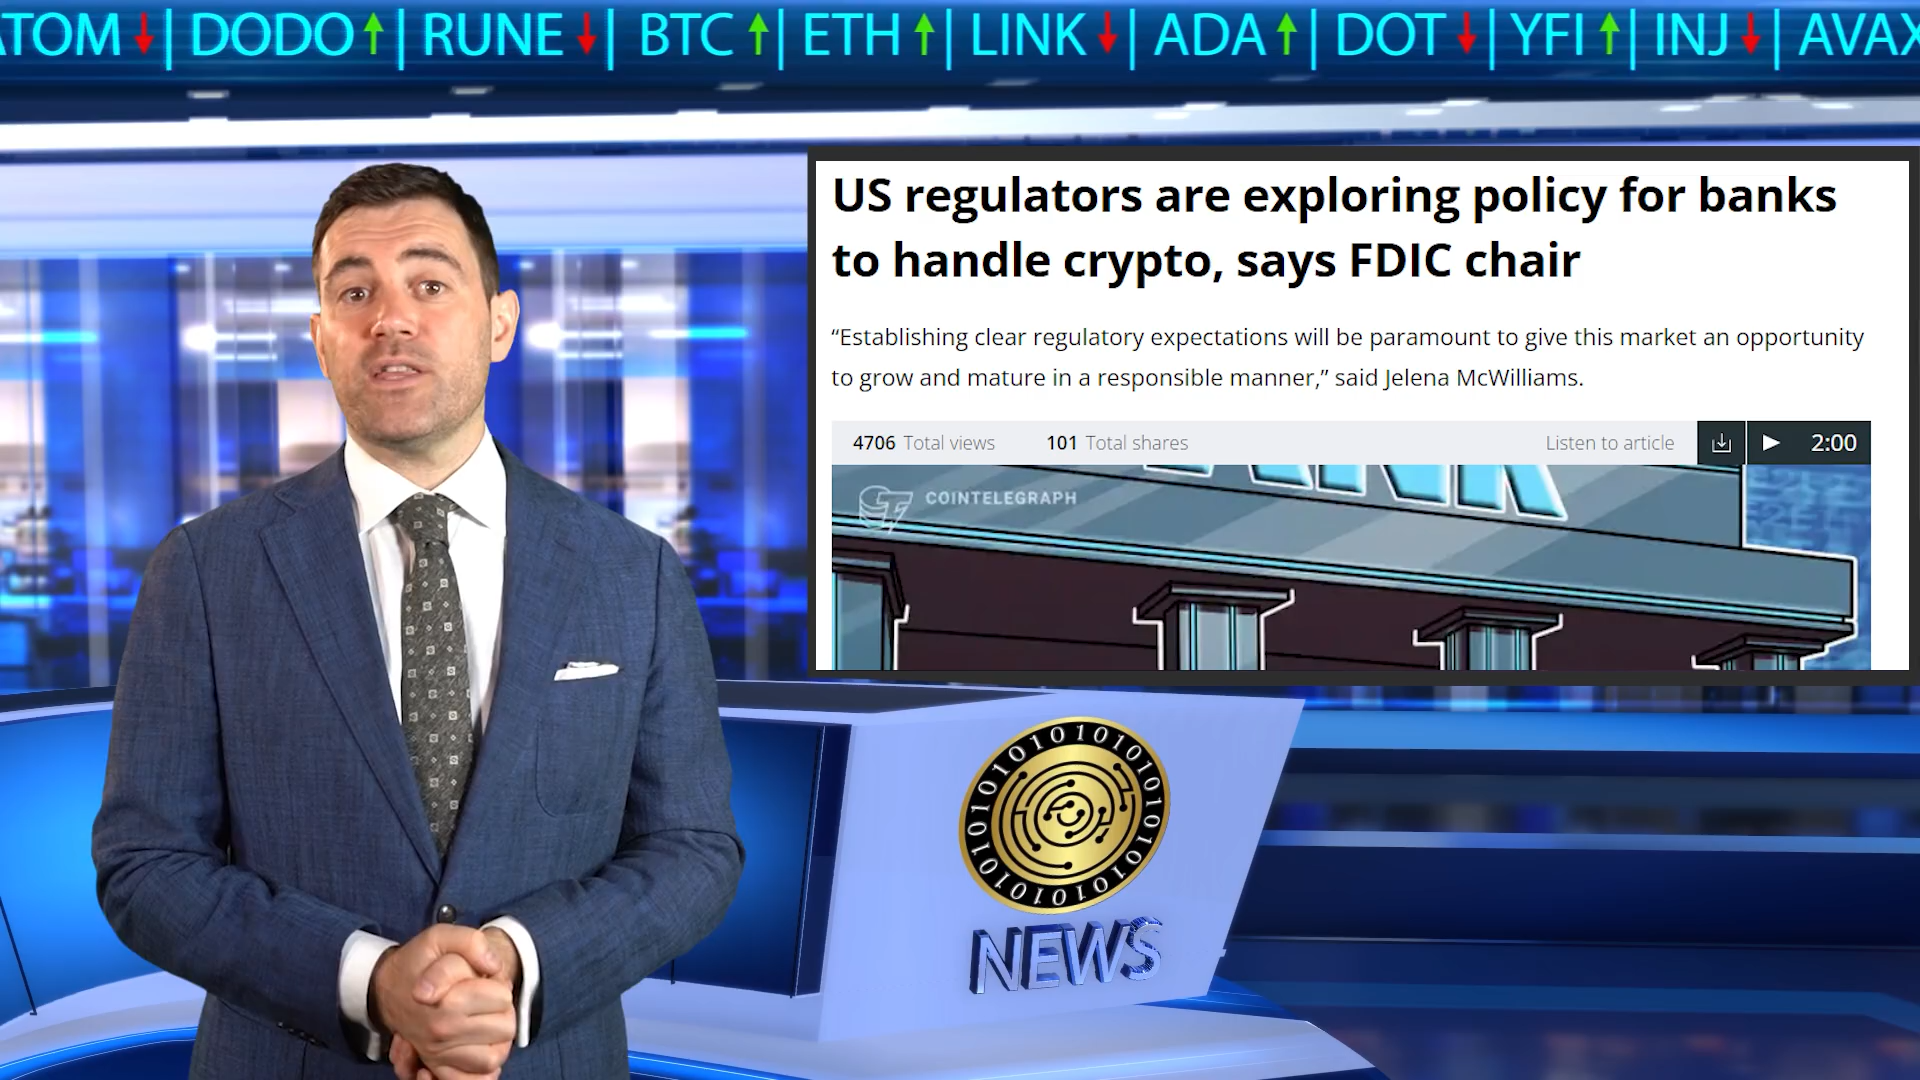 ATOM | DODO | RUNE | BTC | ETH | LINK | ADA | DOT | YFI | INJ | AVAX
US regulators are exploring policy for banks
to handle crypto, says FDIC chair
“Establishing clear regulatory expectations will be paramount to give this market an opportunity
to grow and mature in a responsible manner,” said Jelena McWilliams.
4706 Total views 101 Total shares Listen to article 2:00
COINTELEGRAPH
NEWS